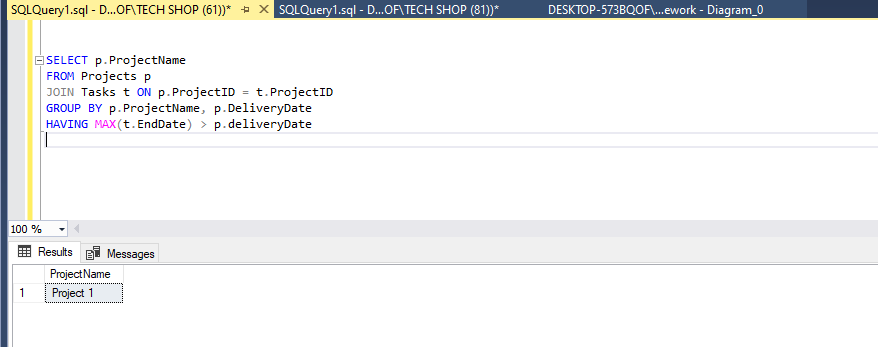 SQLQuery1.sql - D...OF\TECH SHOP (61))* SQLQuery1.sql - D...OF\TECH SHOP (81))* DESKTOP-573BQOF\...ework - Diagram_0
SELECT p.ProjectName
FROM Projects p
JOIN Tasks t ON p.ProjectID = t.ProjectID
GROUP BY p.ProjectName, p.DeliveryDate
HAVING MAX(t.EndDate) > p.deliveryDate
100 %
Results Messages
ProjectName
1 Project 1